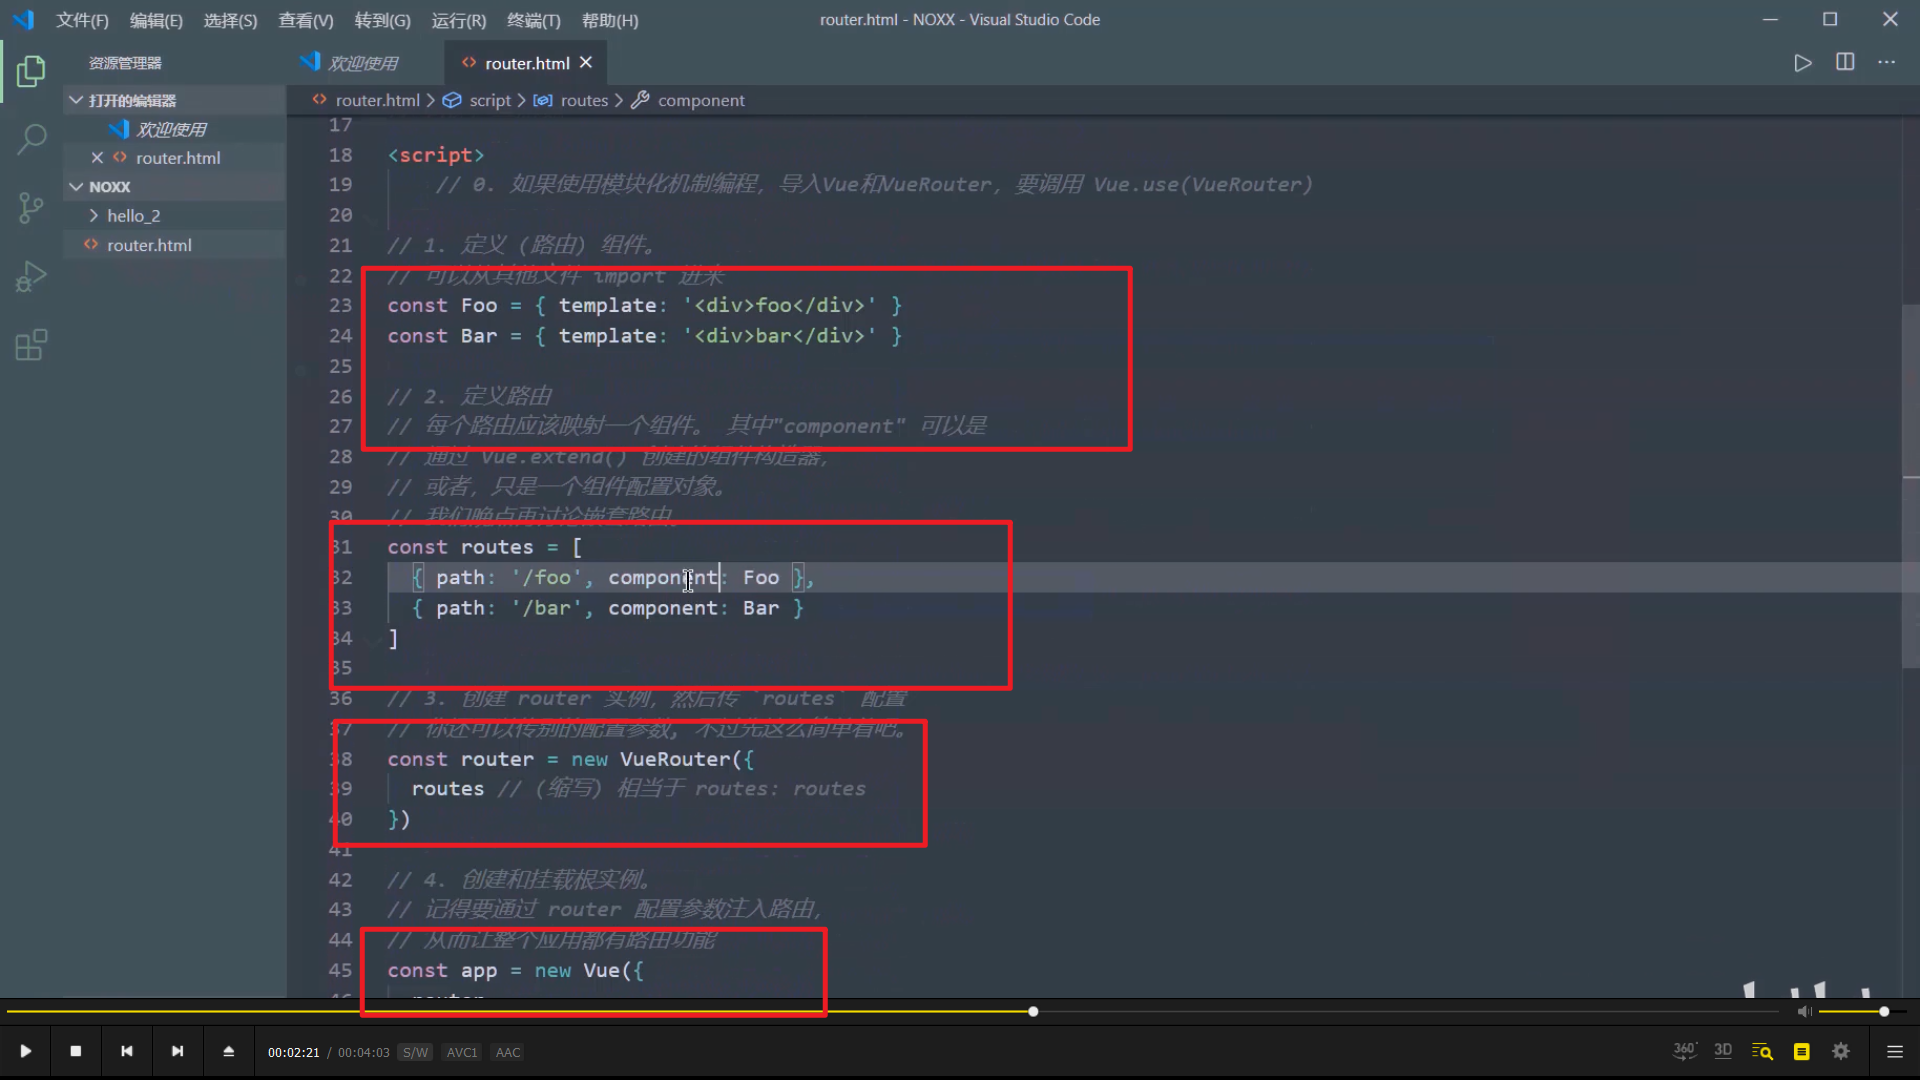 文件(F) 编辑(E) 选择(S) 查看(V) 转到(G) 运行(R) 终端(T) 帮助(H)
router.html - NOXX - Visual Studio Code
资源管理器
打开的编辑器
欢迎使用
router.html
NOXX
hello_2
router.html
欢迎使用
router.html
router.html > script > routes > component
17
18 <script>
19 // 0. 如果使用模块化机制编程，导入Vue和VueRouter，要调用 Vue.use(VueRouter)
20
21 // 1. 定义 (路由) 组件。
22 // 可以从其他文件 import 进来
23 const Foo = { template: '<div>foo</div>' }
24 const Bar = { template: '<div>bar</div>' }
25
26 // 2. 定义路由
27 // 每个路由应该映射一个组件。 其中"component" 可以是
28 // 通过 Vue.extend() 创建的组件构造器，
29 // 或者，只是一个组件配置对象。
30 // 我们晚点再讨论嵌套路由。
31 const routes = [
32 { path: '/foo', component: Foo },
33 { path: '/bar', component: Bar }
34 ]
35
36 // 3. 创建 router 实例，然后传 `routes` 配置
37 // 你还可以传别的配置参数, 不过先这么简单着吧。
38 const router = new VueRouter({
39 routes // (缩写) 相当于 routes: routes
40 })
41
42 // 4. 创建和挂载根实例。
43 // 记得要通过 router 配置参数注入路由，
44 // 从而让整个应用都有路由功能
45 const app = new Vue({
00:02:21 / 00:04:03 S/W AVC1 AAC
360° 3D